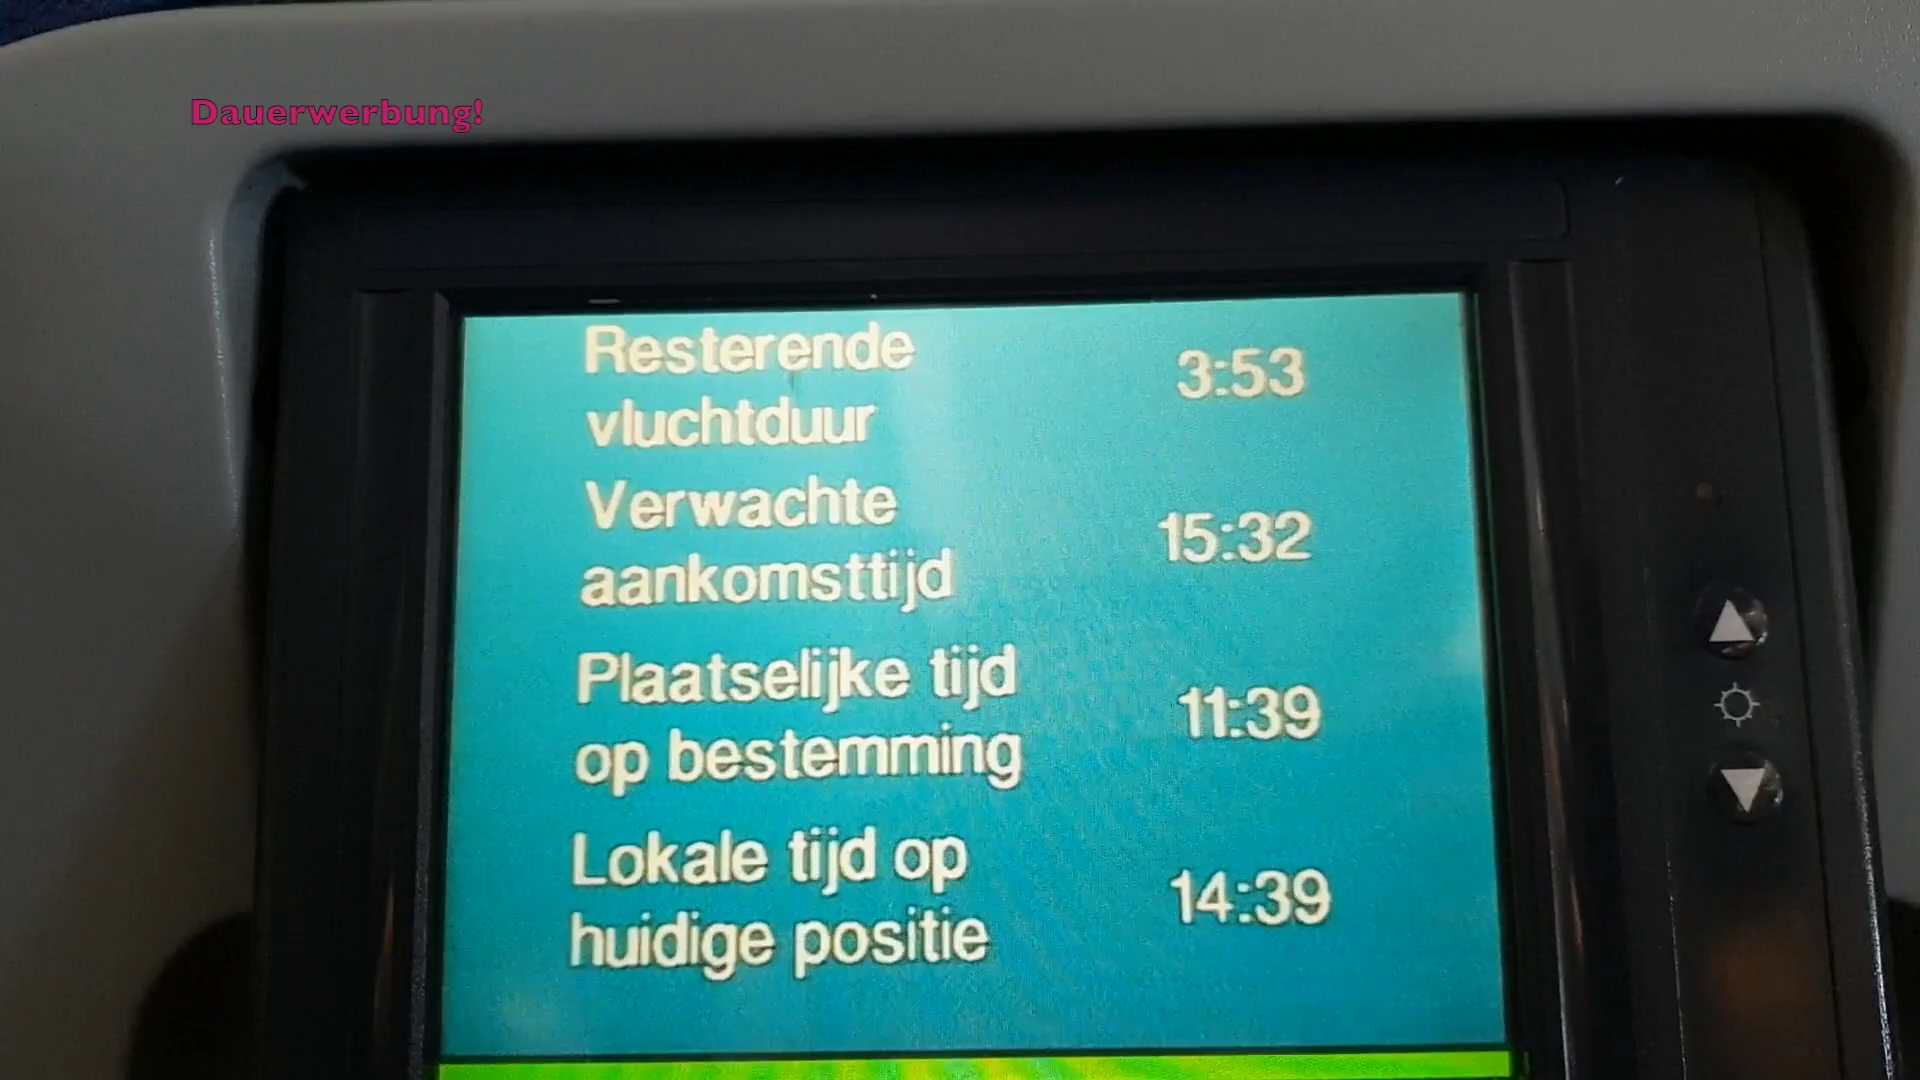 Dauerwerbung!
Resterende
vluchtduur
3:53
Verwachte
aankomsttijd
15:32
Plaatselijke tijd
op bestemming
11:39
Lokale tijd op
huidige positie
14:39